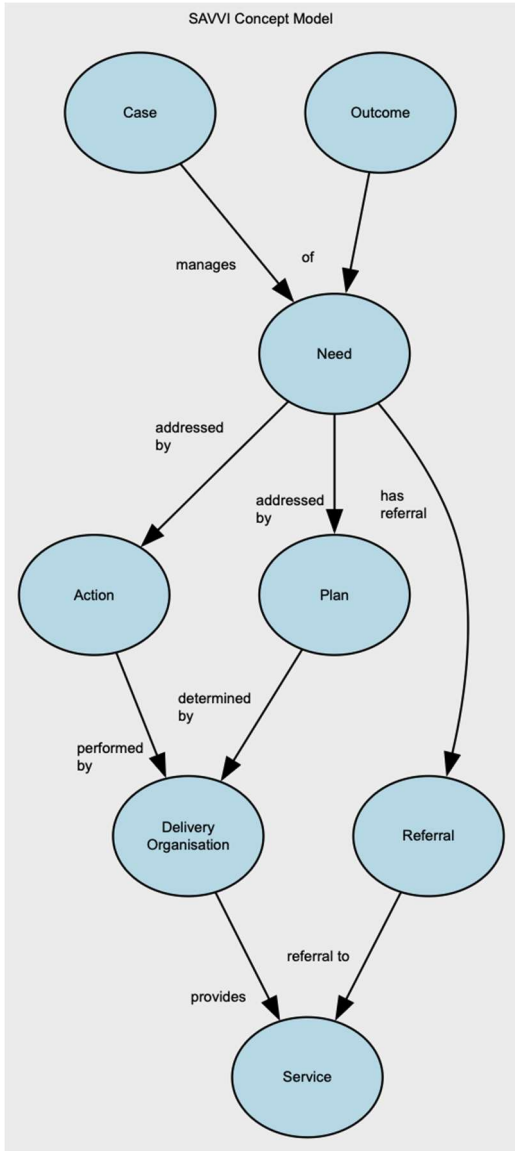 SAVVI Concept Model
Case
Outcome
manages
of
Need
addressed
by
addressed
by
has
referral
Action
Plan
determined
by
performed
by
Delivery
Organisation
Referral
referral to
provides
Service